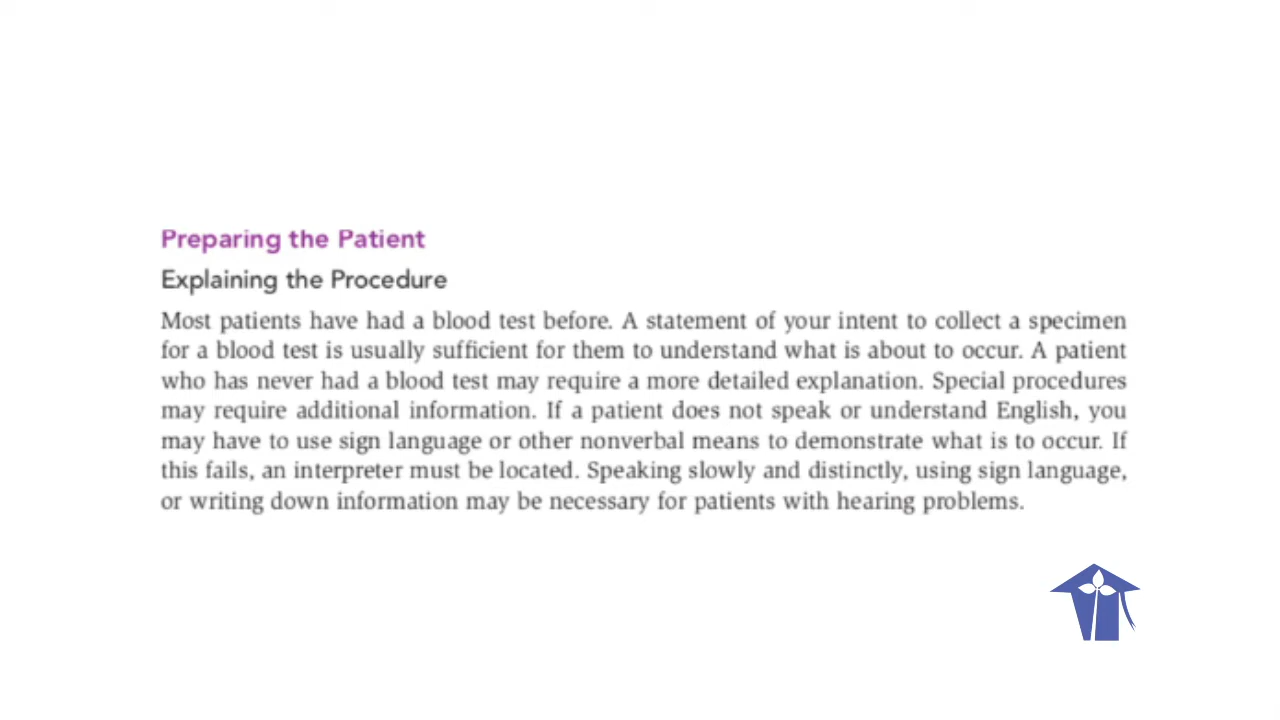 Preparing the Patient
Explaining the Procedure
Most patients have had a blood test before. A statement of your intent to collect a specimen
for a blood test is usually sufficient for them to understand what is about to occur. A patient
who has never had a blood test may require a more detailed explanation. Special procedures
may require additional information. If a patient does not speak or understand English, you
may have to use sign language or other nonverbal means to demonstrate what is to occur. If
this fails, an interpreter must be located. Speaking slowly and distinctly, using sign language,
or writing down information may be necessary for patients with hearing problems.